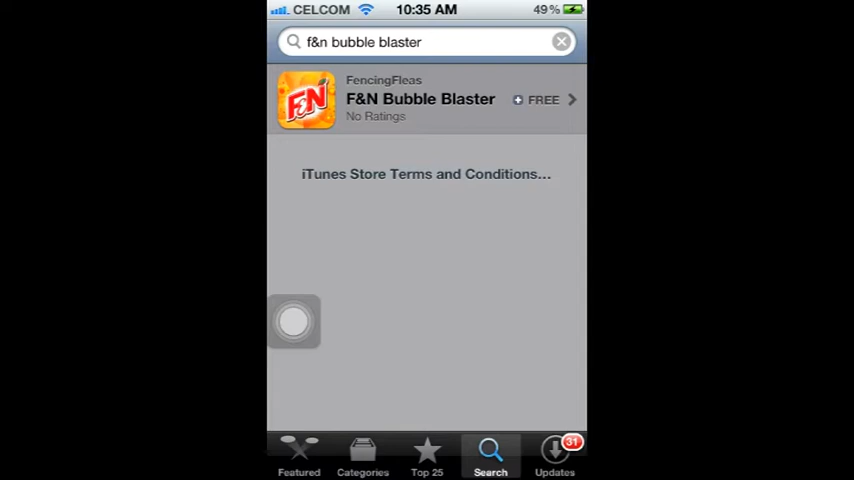 CELCOM 10:35 AM 49%
f&n bubble blaster
FencingFleas
F&N
F&N Bubble Blaster FREE
No Ratings
iTunes Store Terms and Conditions...
31
Featured Categories Top 25 Search Updates